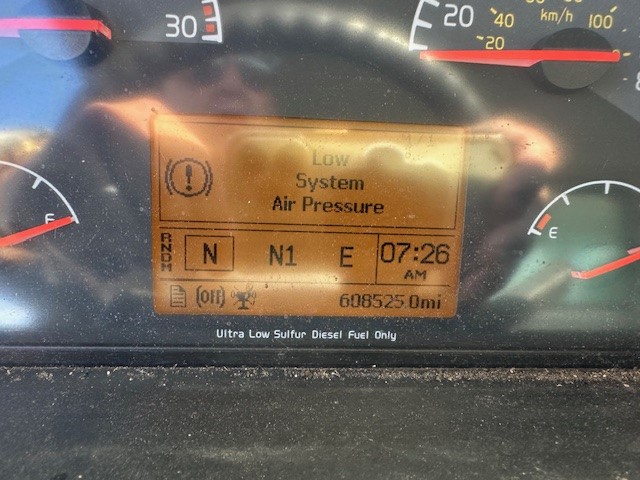 30
20 40 km/h 100
20
Low
System
Air Pressure
E
E
RNDM
N N1 E 07:26
AM
608525.0mi
Ultra Low Sulfur Diesel Fuel Only